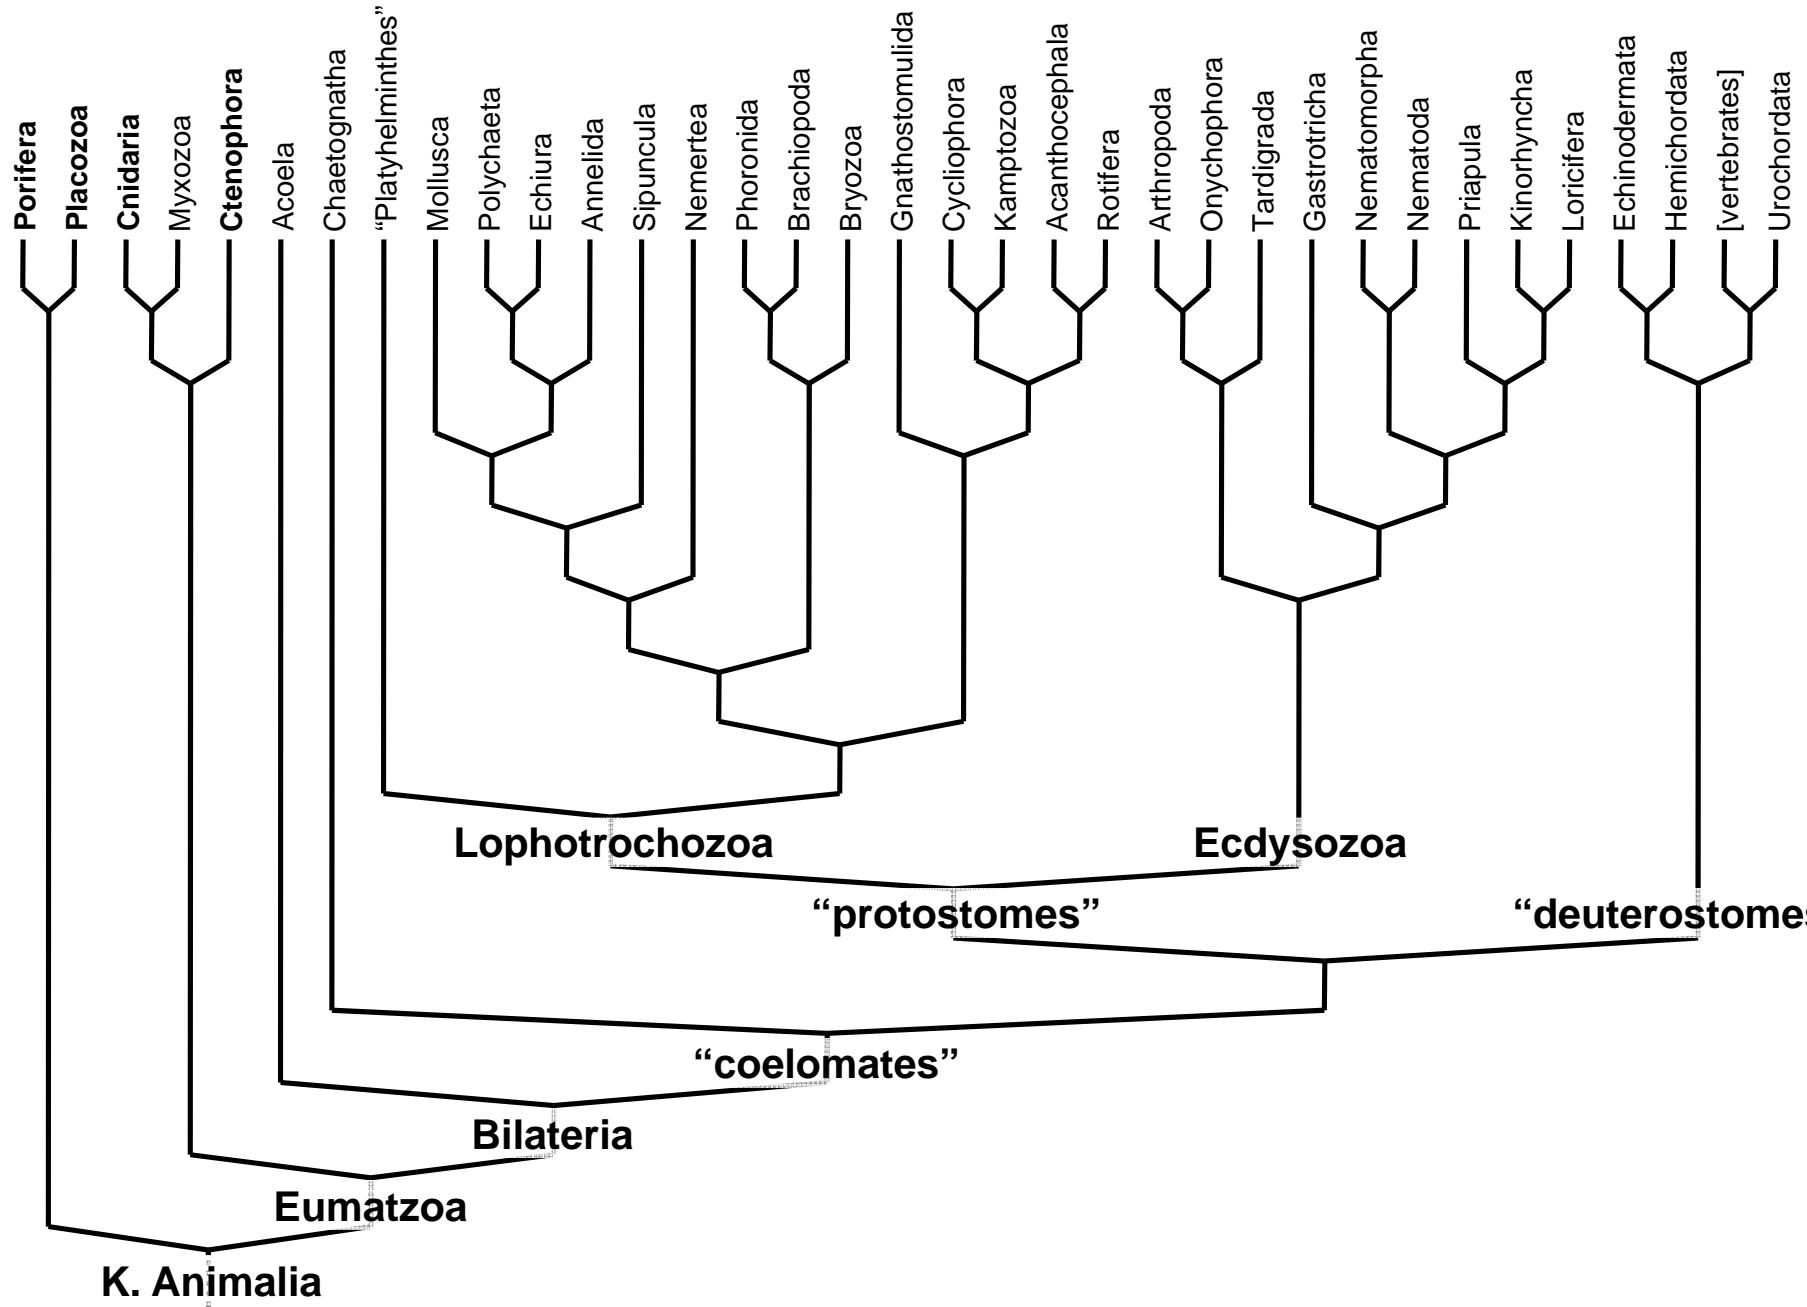 Porifera
Placozoa
Cnidaria
Myxozoa
Ctenophora
Acoela
Chaetognatha
“Platyhelminthes”
Mollusca
Polychaeta
Echiura
Annelida
Sipuncula
Nemertea
Phoronida
Brachiopoda
Bryozoa
Gnathostomulida
Cycliophora
Kamptozoa
Acanthocephala
Rotifera
Arthropoda
Onychophora
Tardigrada
Gastrotricha
Nematomorpha
Nematoda
Priapula
Kinorhyncha
Loricifera
Echinodermata
Hemichordata
[vertebrates]
Urochordata
Lophotrochozoa
Ecdysozoa
“protostomes”
“deuterostomes
“coelomates”
Bilateria
Eumatzoa
K. Animalia